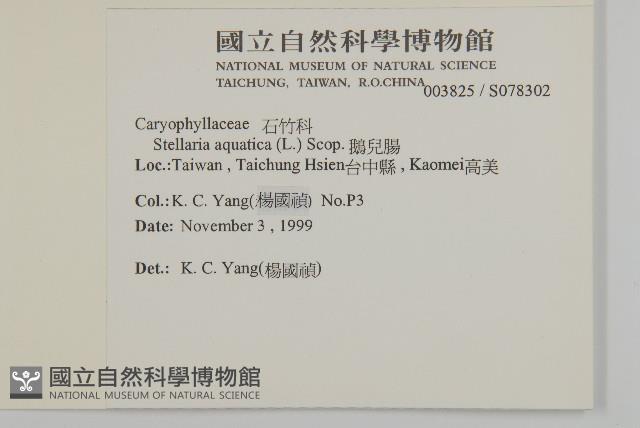 國立自然科學博物館
NATIONAL MUSEUM OF NATURAL SCIENCE
TAICHUNG, TAIWAN, R.O.CHINA
003825 / S078302
Caryophyllaceae 石竹科
Stellaria aquatica (L.) Scop. 鵝兒腸
Loc.:Taiwan , Taichung Hsien台中縣 , Kaomei高美
Col.:K. C. Yang(楊國禎) No.P3
Date: November 3 , 1999
Det.: K. C. Yang(楊國禎)
國立自然科學博物館
NATIONAL MUSEUM OF NATURAL SCIENCE